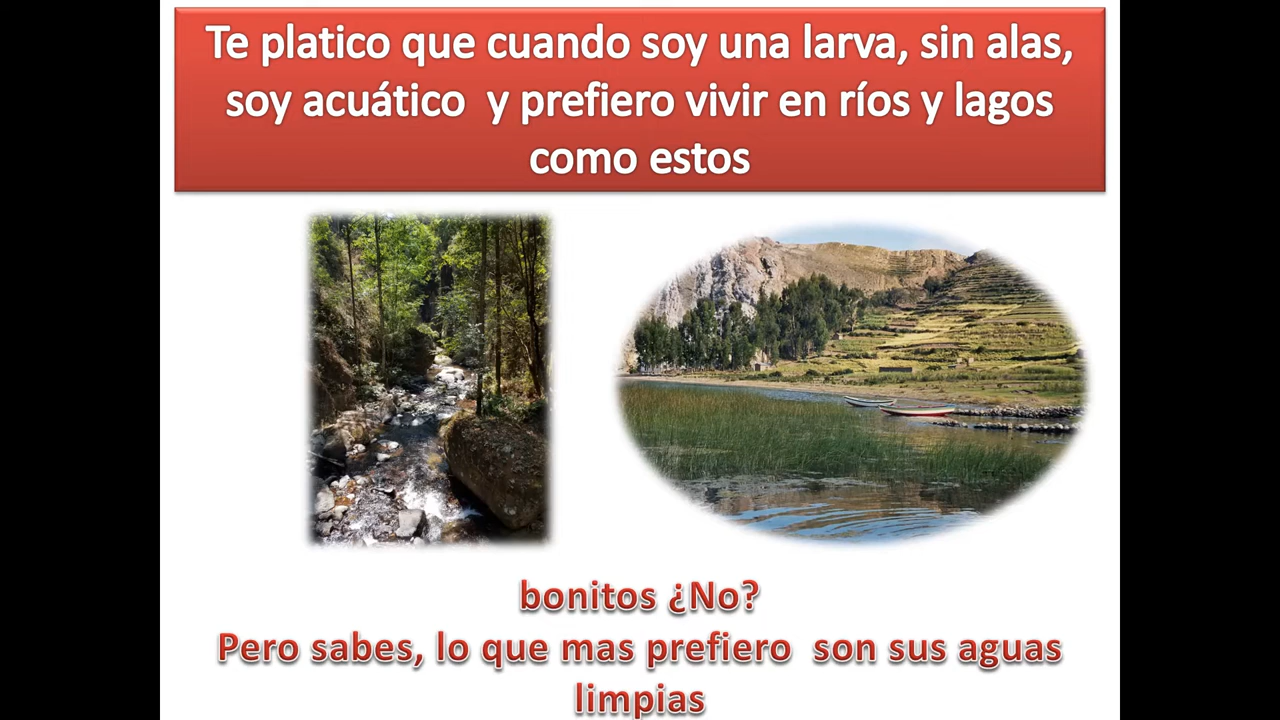 Te platico que cuando soy una larva, sin alas,
soy acuático y prefiero vivir en ríos y lagos
como estos
bonitos ¿No?
Pero sabes, lo que mas prefiero son sus aguas
limpias